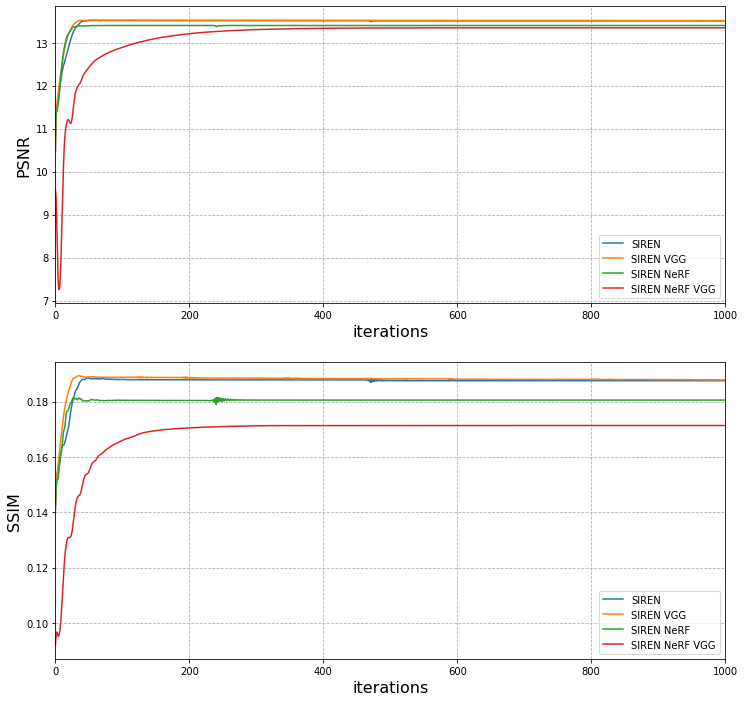 PSNR
13
12
11
10
9
8
7
0
200
400
600
800
1000
iterations
SIREN
SIREN VGG
SIREN NeRF
SIREN NeRF VGG
SSIM
0.18
0.16
0.14
0.12
0.10
0
200
400
600
800
1000
iterations
SIREN
SIREN VGG
SIREN NeRF
SIREN NeRF VGG